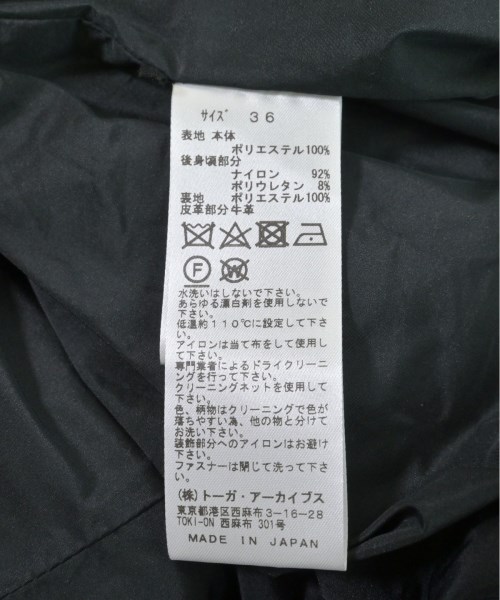 サイズ 36
表地 本体
ポリエステル100%
後身頃部分
ナイロン 92%
ポリウレタン 8%
裏地 ポリエステル100%
皮革部分牛革
F W
水洗いはしないで下さい。
あらゆる漂白剤を使用しないで
下さい。
低温約110℃に設定して下さ
い。
アイロンは当て布をして使用し
て下さい。
専門業者によるドライクリーニ
ングを行って下さい。
クリーニングネットを使用して
下さい。
色、柄物はクリーニングで色が
落ちやすい為、他の物と分けて
お洗い下さい。
装飾部分へのアイロンはお避け
下さい。
ファスナーは閉じて洗って下さ
い。
(株)トーガ・アーカイブス
東京都港区西麻布3-16-28
TOKI-ON 西麻布 301号
MADE IN JAPAN